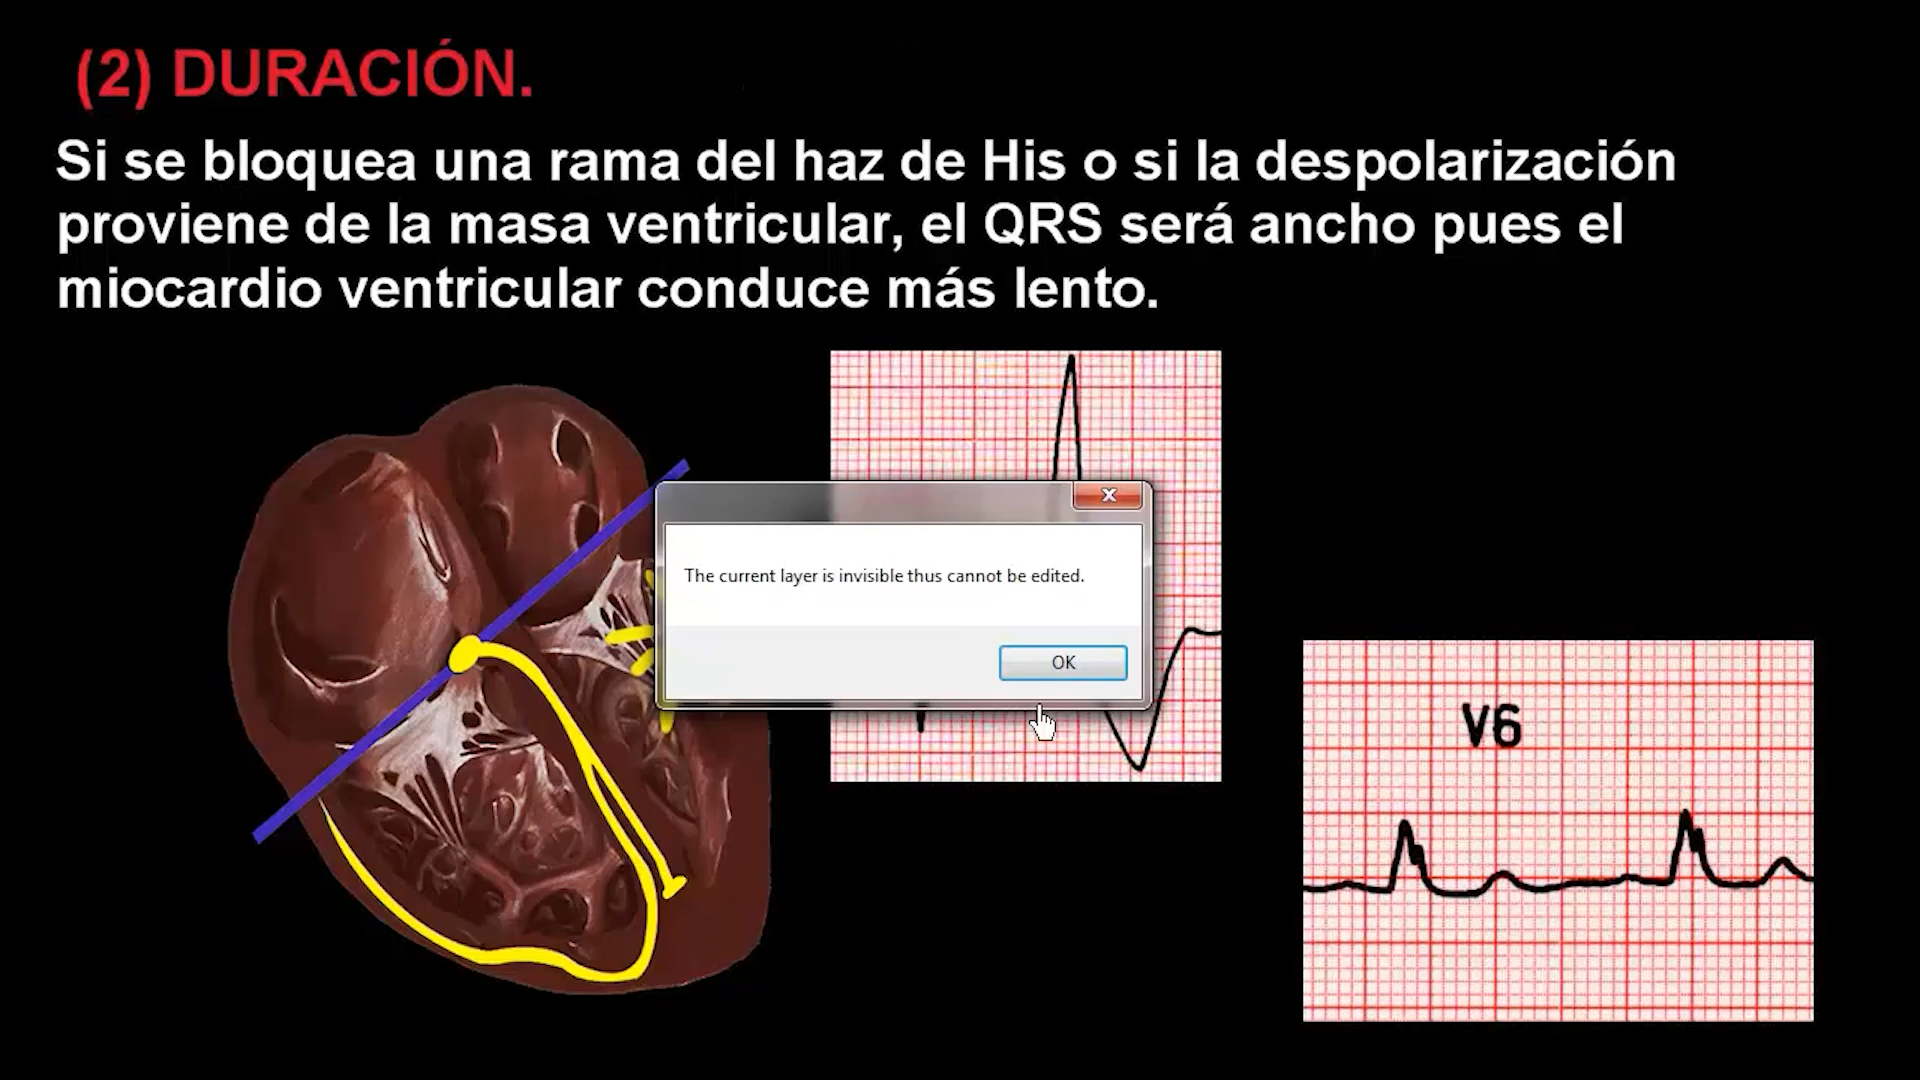 (2) DURACIÓN.
Si se bloquea una rama del haz de His o si la despolarización
proviene de la masa ventricular, el QRS será ancho pues el
miocardio ventricular conduce más lento.
The current layer is invisible thus cannot be edited.
OK
V6